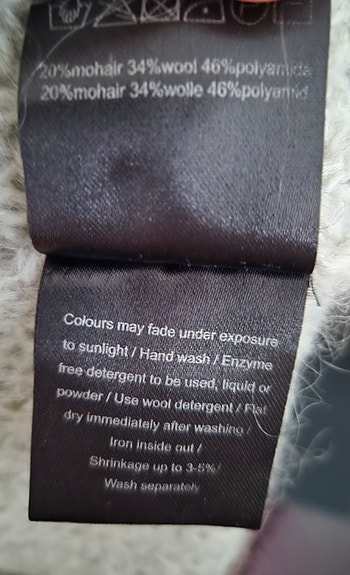 20%mohair 34%wool 46%polyamide
20%mohair 34%wolle 46%polyamid
Colours may fade under exposure
to sunlight / Hand wash / Enzyme
free detergent to be used, liquid or
powder / Use wool detergent / Flat
dry immediately after washing /
Iron inside out /
Shrinkage up to 3-5% /
Wash separately